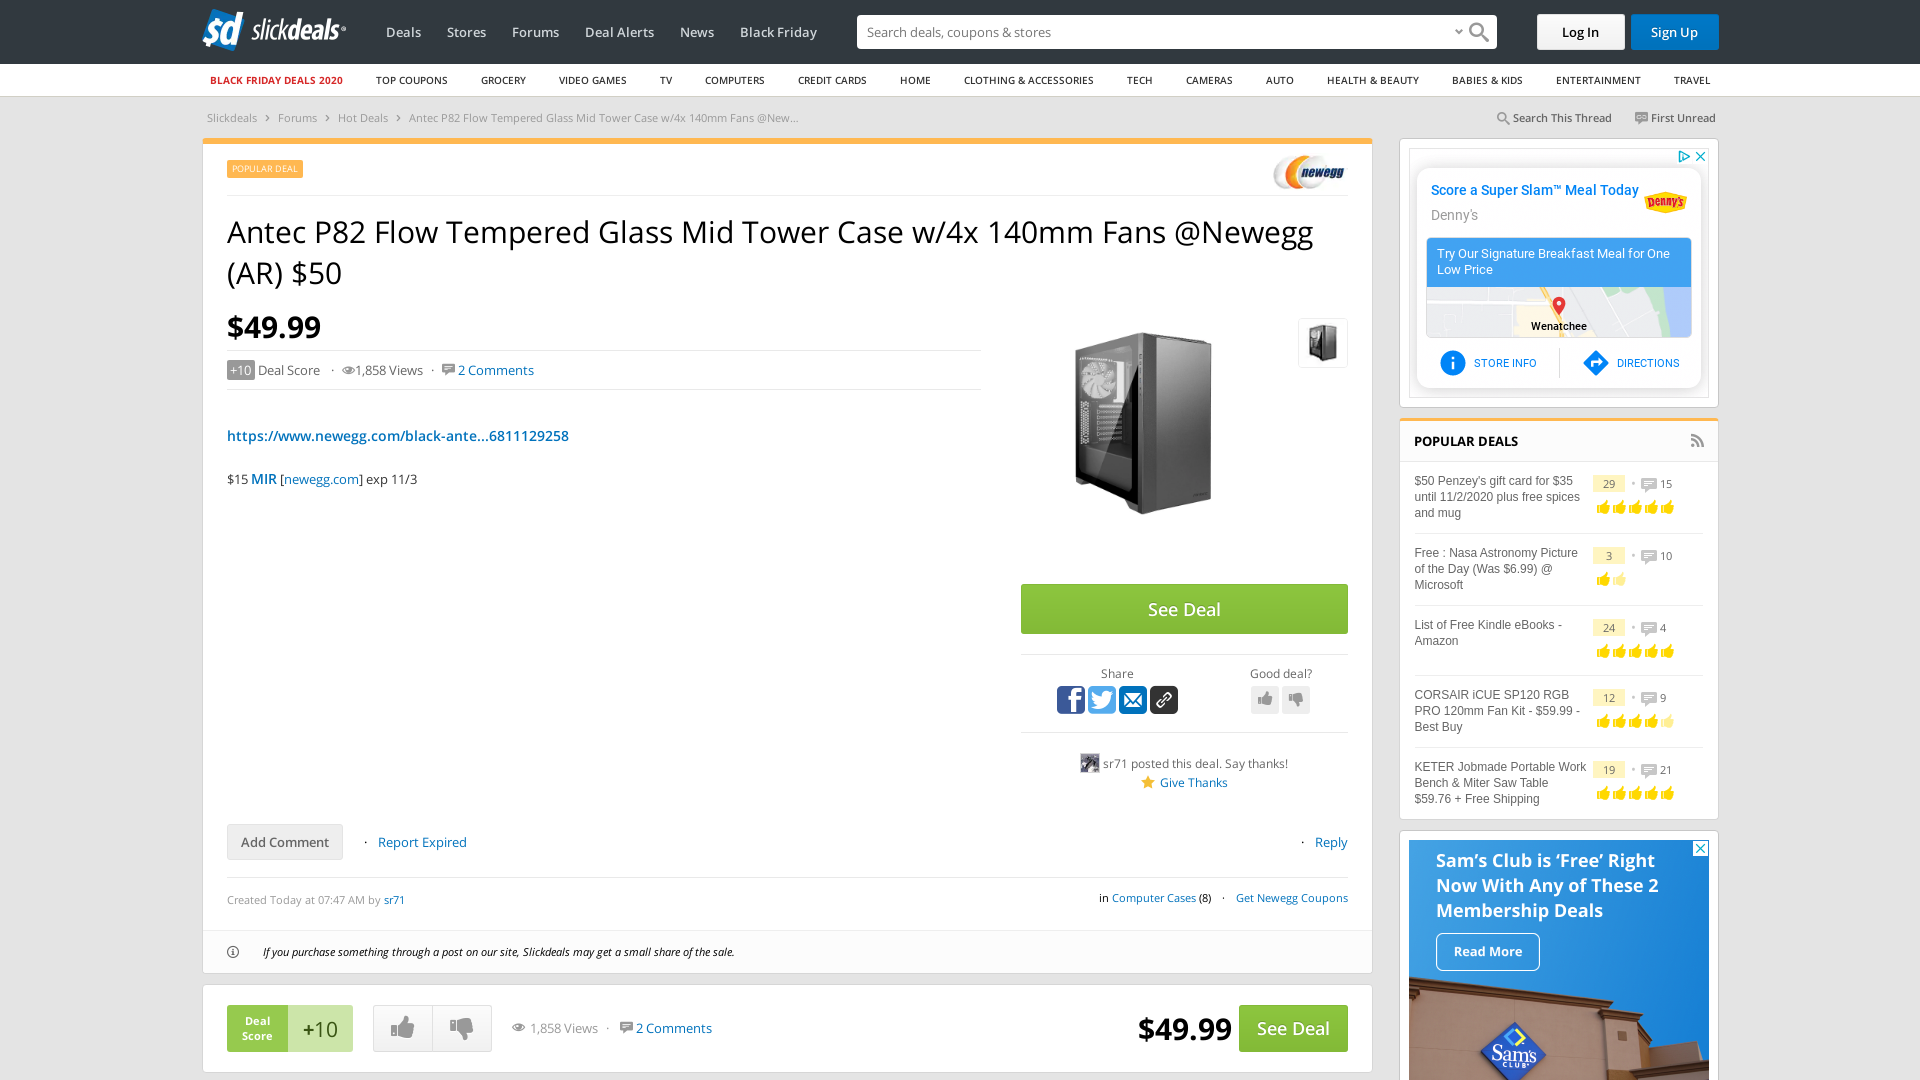 slickdeals
Deals
Stores
Forums
Deal Alerts
News
Black Friday
Search deals, coupons & stores
Log In
Sign Up
BLACK FRIDAY DEALS 2020
TOP COUPONS
GROCERY
VIDEO GAMES
TV
COMPUTERS
CREDIT CARDS
HOME
CLOTHING & ACCESSORIES
TECH
CAMERAS
AUTO
HEALTH & BEAUTY
BABIES & KIDS
ENTERTAINMENT
TRAVEL
Slickdeals › Forums › Hot Deals › Antec P82 Flow Tempered Glass Mid Tower Case w/4x 140mm Fans @New...
Search This Thread
First Unread
POPULAR DEAL
newegg
Antec P82 Flow Tempered Glass Mid Tower Case w/4x 140mm Fans @Newegg
(AR) $50
$49.99
+10 Deal Score · 1,858 Views · 2 Comments
https://www.newegg.com/black-ante...6811129258
$15 MIR [newegg.com] exp 11/3
See Deal
Share
Good deal?
sr71 posted this deal. Say thanks!
Give Thanks
Add Comment · Report Expired
· Reply
Created Today at 07:47 AM by sr71
in Computer Cases (8) · Get Newegg Coupons
If you purchase something through a post on our site, Slickdeals may get a small share of the sale.
Deal
Score
+10
1,858 Views · 2 Comments
$49.99
See Deal
Score a Super Slam™ Meal Today
Denny's
Denny's
Try Our Signature Breakfast Meal for One
Low Price
Wenatchee
STORE INFO
DIRECTIONS
POPULAR DEALS
$50 Penzey's gift card for $35
until 11/2/2020 plus free spices
and mug
29 • 15
Free : Nasa Astronomy Picture
of the Day (Was $6.99) @
Microsoft
3 • 10
List of Free Kindle eBooks -
Amazon
24 • 4
CORSAIR iCUE SP120 RGB
PRO 120mm Fan Kit - $59.99 -
Best Buy
12 • 9
KETER Jobmade Portable Work
Bench & Miter Saw Table
$59.76 + Free Shipping
19 • 21
Sam's Club is 'Free' Right
Now With Any of These 2
Membership Deals
Read More
Sam's
CLUB